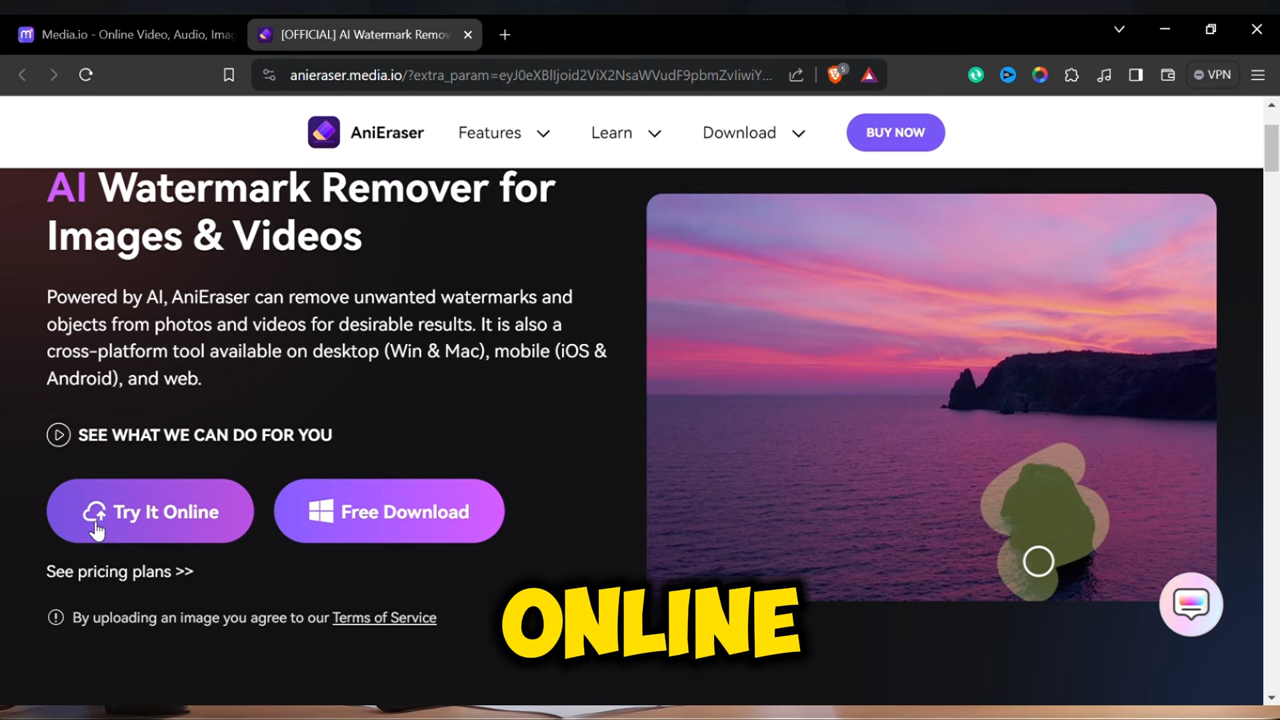 Media.io - Online Video, Audio, Imag
[OFFICIAL] AI Watermark Remov
anieraser.media.io/?extra_param=eyJ0eXBlIjoid2ViX2NsaWVudF9pbmZvIiwiY...
5
VPN
AniEraser
Features
Learn
Download
BUY NOW
AI Watermark Remover for
Images & Videos
Powered by AI, AniEraser can remove unwanted watermarks and
objects from photos and videos for desirable results. It is also a
cross-platform tool available on desktop (Win & Mac), mobile (iOS &
Android), and web.
SEE WHAT WE CAN DO FOR YOU
Try It Online
Free Download
See pricing plans >>
By uploading an image you agree to our Terms of Service
ONLINE